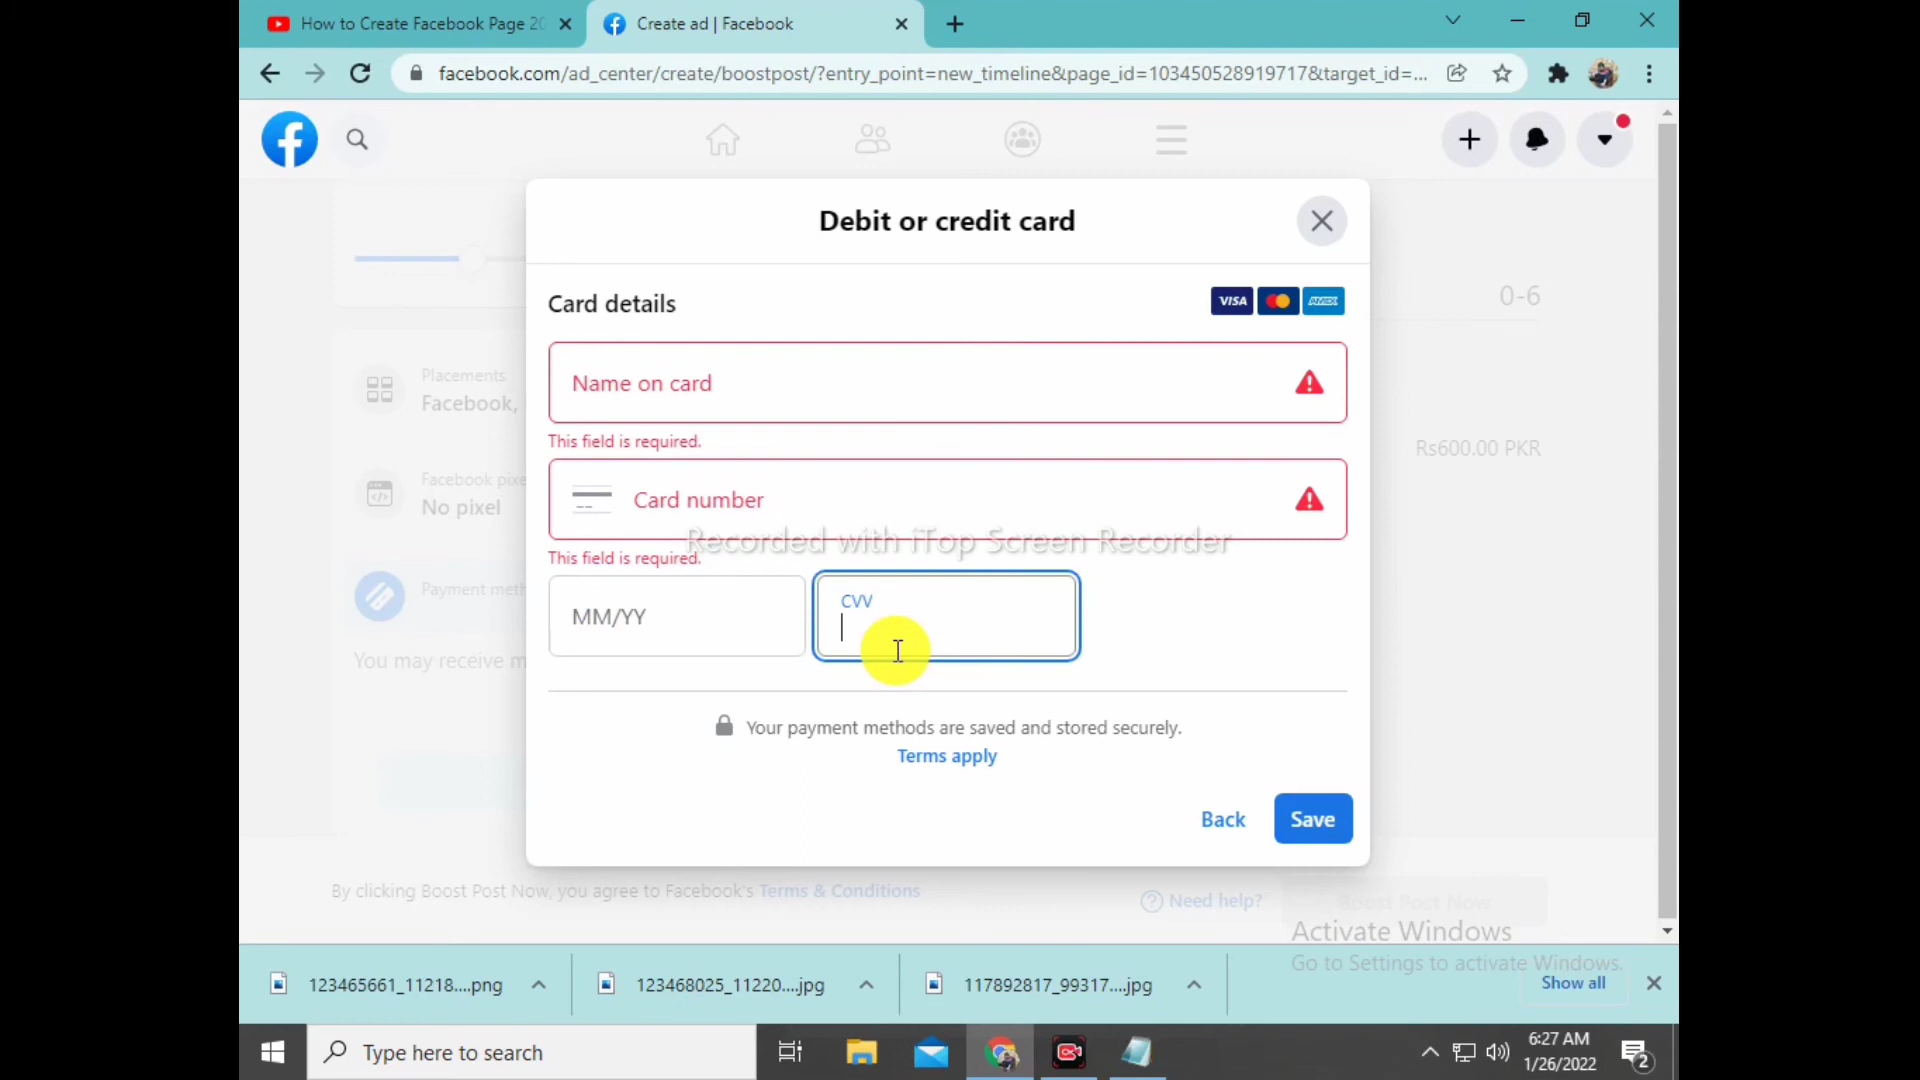 How to Create Facebook Page 20
Create ad | Facebook
facebook.com/ad_center/create/boostpost/?entry_point=new_timeline&page_id=103450528919717&target_id=...
Debit or credit card
Card details
VISA
AMEX
0-6
Name on card
Placements
Facebook,
This field is required.
Rs600.00 PKR
Card number
Facebook pixe
No pixel
Recorded with iTop Screen Recorder
This field is required.
MM/YY
CVV
Payment meth
You may receive m
Your payment methods are saved and stored securely.
Terms apply
Back
Save
By clicking Boost Post Now, you agree to Facebook's Terms & Conditions
Need help?
Boost Post Now
Activate Windows
Go to Settings to activate Windows.
123465661_11218....png
123468025_11220....jpg
117892817_99317....jpg
Show all
Type here to search
6:27 AM
1/26/2022
2